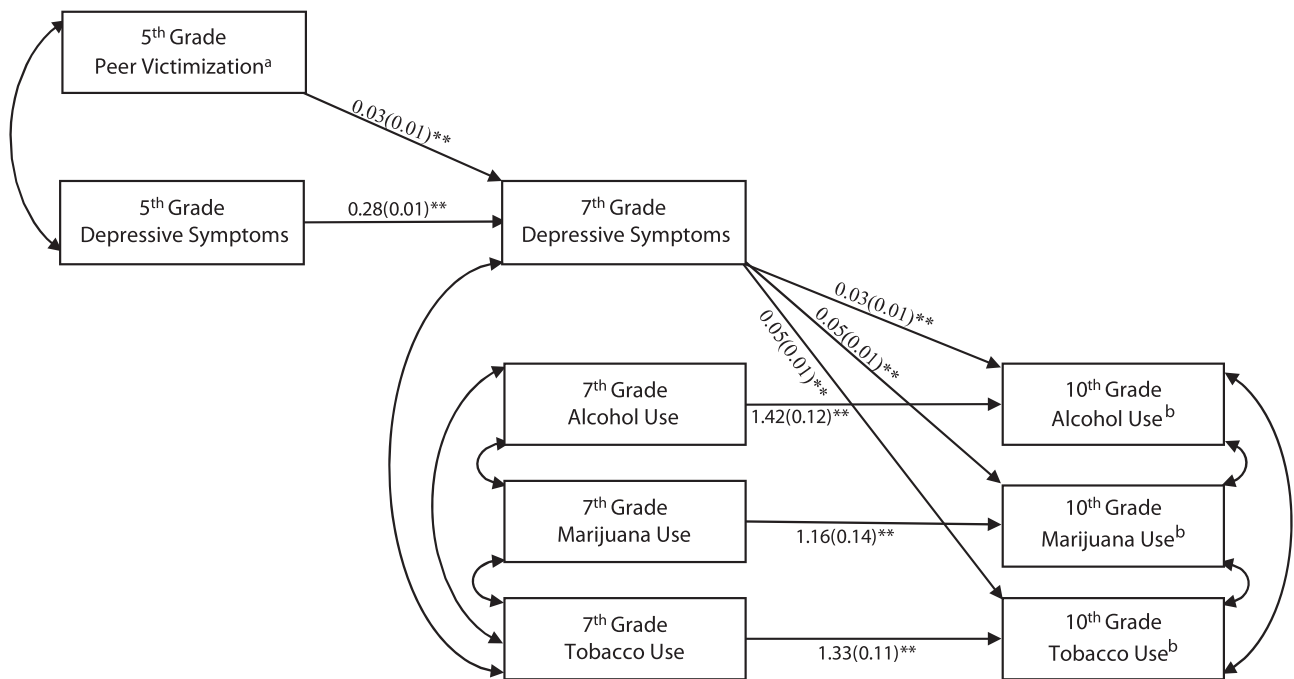 5th Grade
Peer Victimizationa
0.03(0.01)**
5th Grade
Depressive Symptoms
0.28(0.01)**
7th Grade
Depressive Symptoms
0.03(0.01)**
0.05(0.01)**
0.05(0.01)**
7th Grade
Alcohol Use
1.42(0.12)**
10th Grade
Alcohol Useb
7th Grade
Marijuana Use
1.16(0.14)**
10th Grade
Marijuana Useb
7th Grade
Tobacco Use
1.33(0.11)**
10th Grade
Tobacco Useb